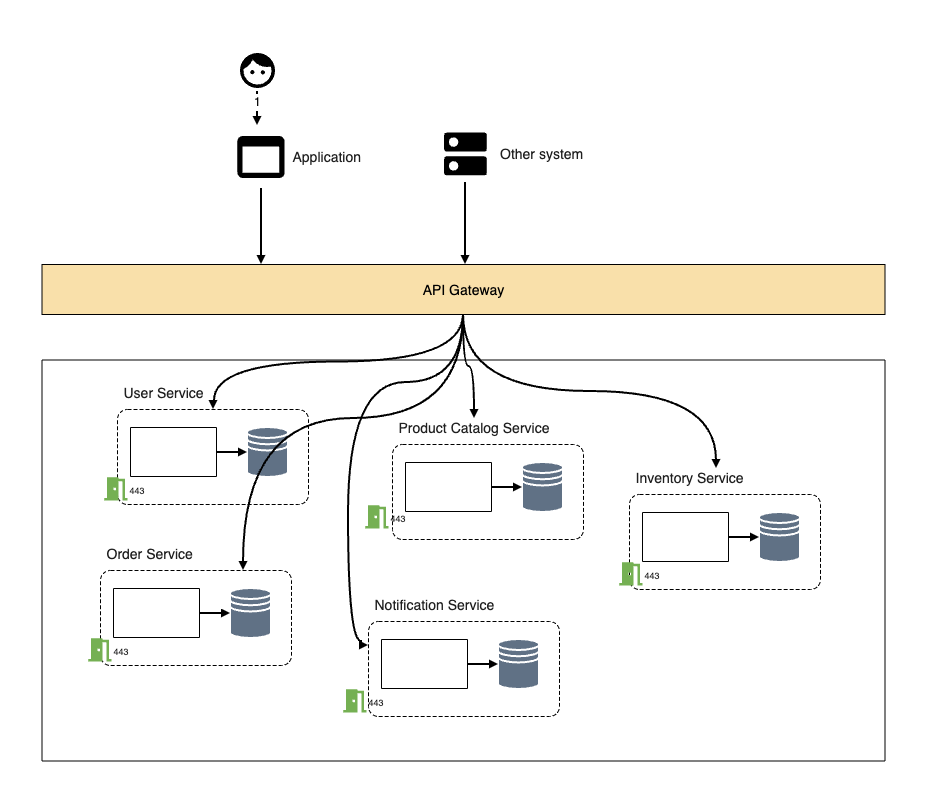 1
Application
Other system
API Gateway
User Service
443
Product Catalog Service
443
Inventory Service
443
Order Service
443
Notification Service
443